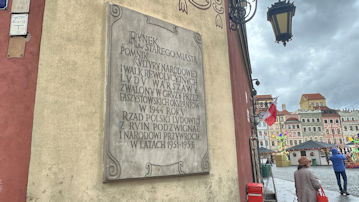 RYNEK
STAREGO MIASTA
POMNIK
KULTURY NARODOWEJ
I WALK REWOLUCYJNYCH
LUDU WARSZAWY
ZWALONY W GRUZY PRZEZ
FASZYSTOWSKICH OKUPANTÓW
W 1944 ROKU
RZĄD POLSKI LUDOWEJ
Z RUIN PODŹWIGNĄŁ
I NARODOWI PRZYWRÓCIŁ
W LATACH 1951-1953